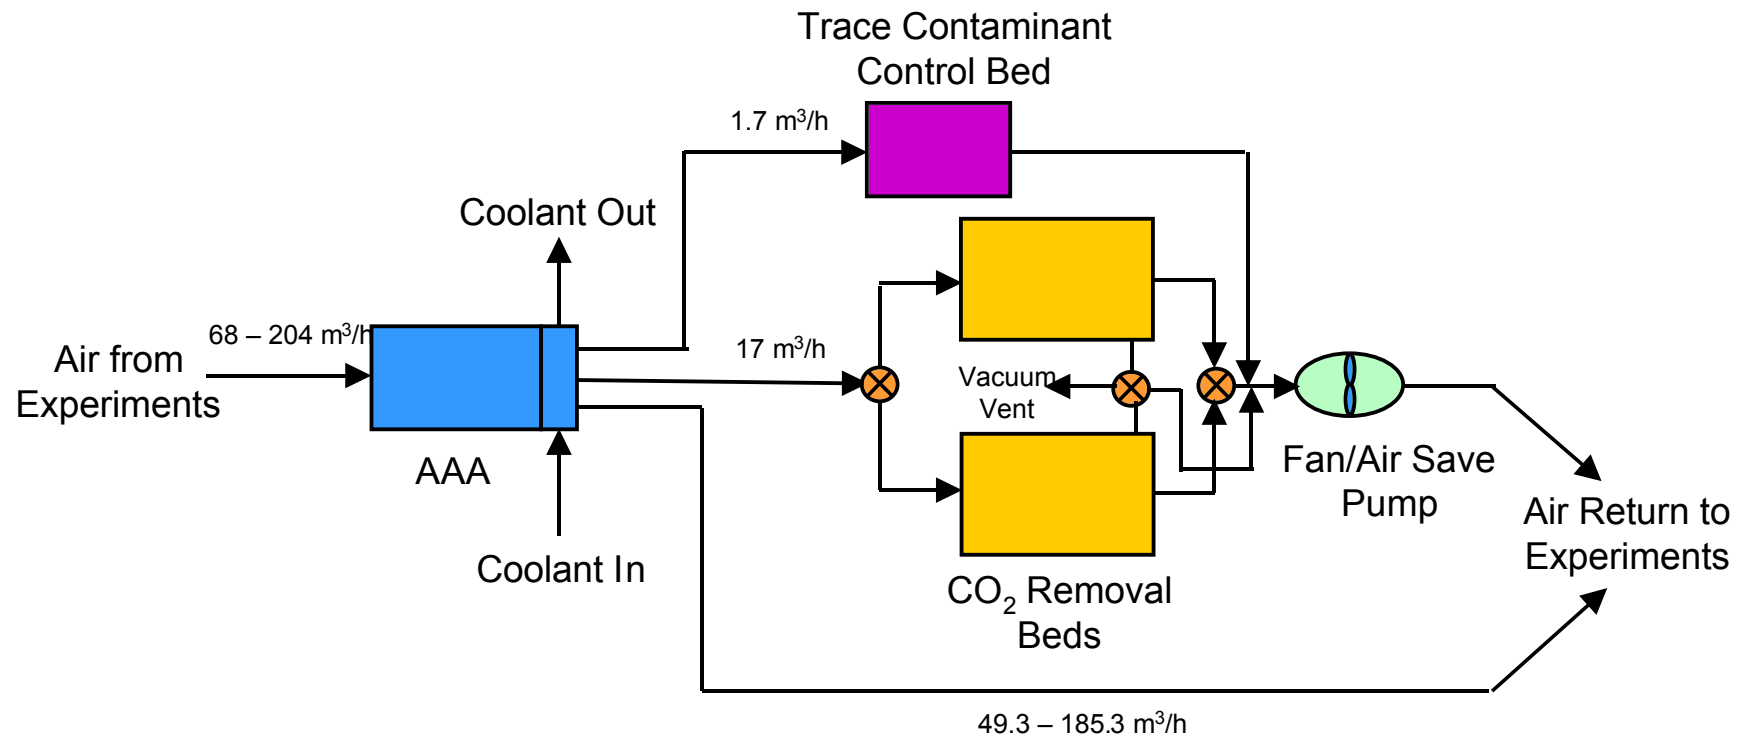 Trace Contaminant
Control Bed
1.7 m³/h
Coolant Out
68 – 204 m³/h
Air from
Experiments
17 m³/h
Vacuum
Vent
AAA
Fan/Air Save
Pump
Coolant In
Air Return to
Experiments
CO₂ Removal
Beds
49.3 – 185.3 m³/h